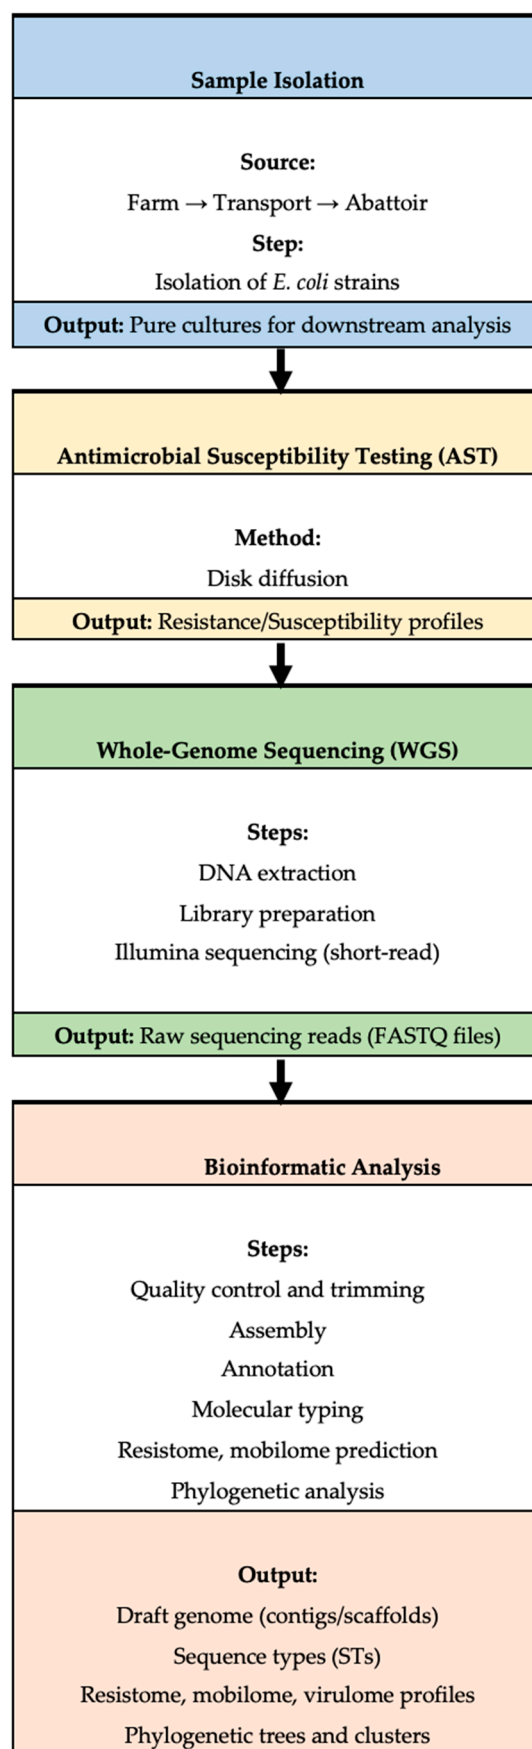 Sample Isolation
Source:
Farm → Transport → Abattoir
Step:
Isolation of E. coli strains
Output: Pure cultures for downstream analysis
Antimicrobial Susceptibility Testing (AST)
Method:
Disk diffusion
Output: Resistance/Susceptibility profiles
Whole-Genome Sequencing (WGS)
Steps:
DNA extraction
Library preparation
Illumina sequencing (short-read)
Output: Raw sequencing reads (FASTQ files)
Bioinformatic Analysis
Steps:
Quality control and trimming
Assembly
Annotation
Molecular typing
Resistome, mobilome prediction
Phylogenetic analysis
Output:
Draft genome (contigs/scaffolds)
Sequence types (STs)
Resistome, mobilome, virulome profiles
Phylogenetic trees and clusters